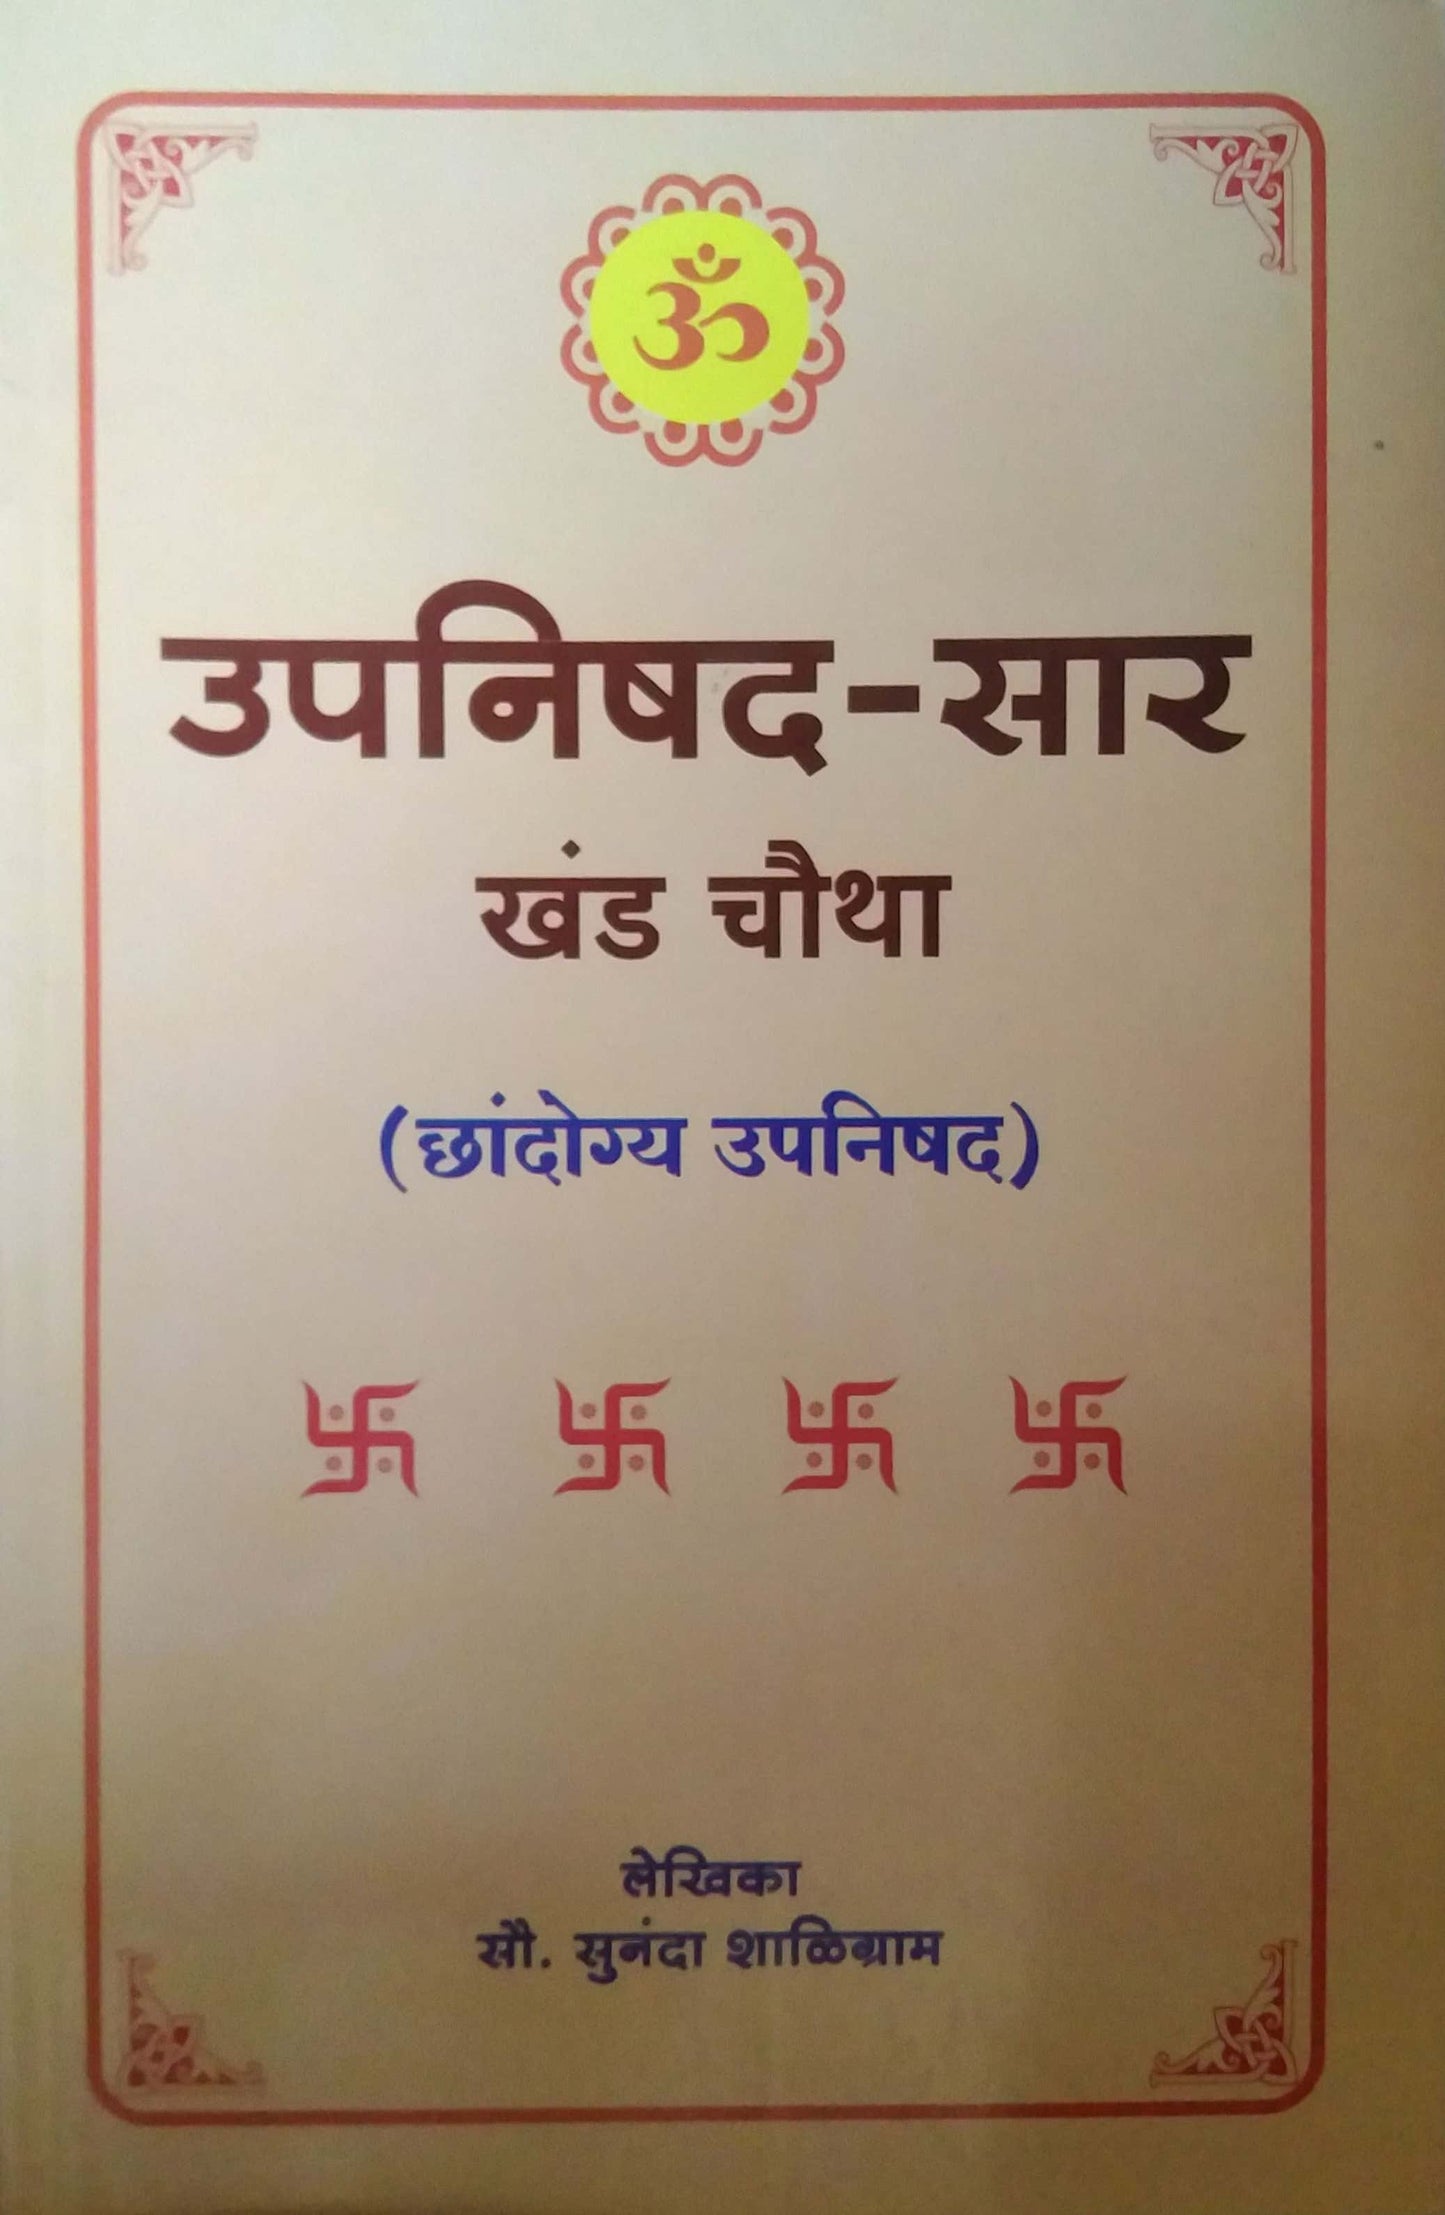 ॐ
उपनिषद-सार
खंड चौथा
(छांदोग्य उपनिषद)
लेखिका
सौ. सुनंदा शाळिग्राम